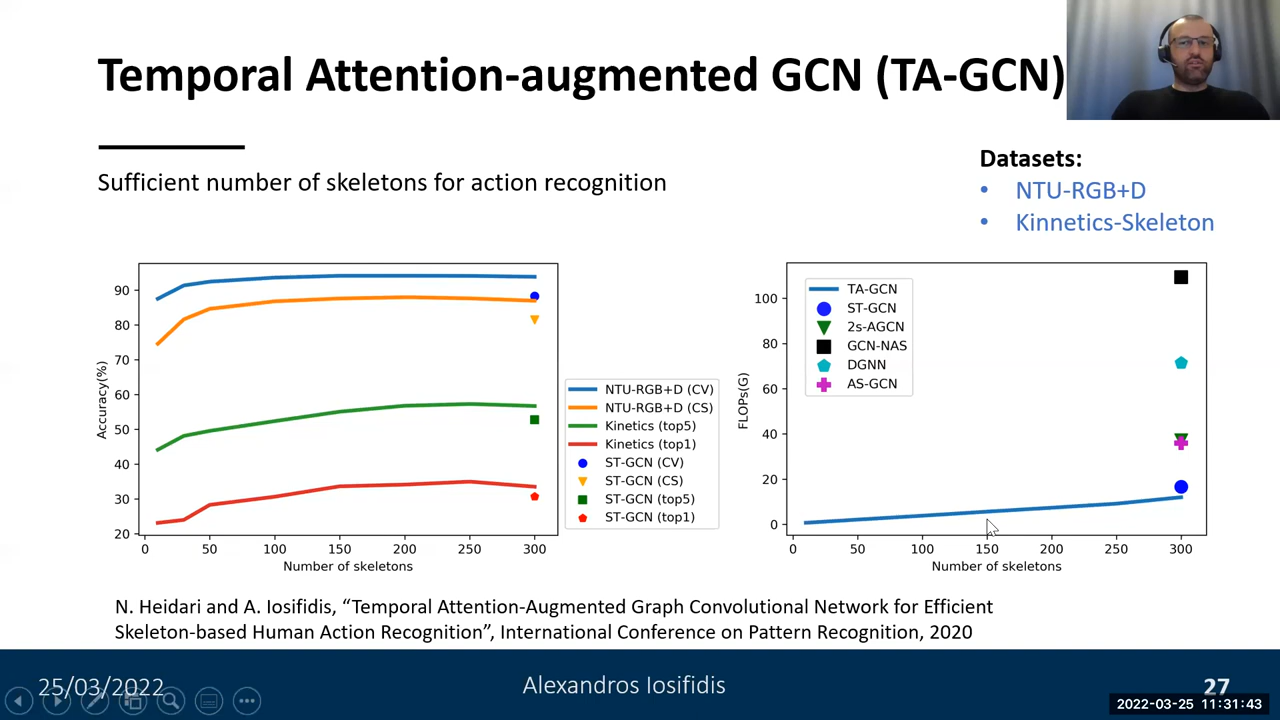 Temporal Attention-augmented GCN (TA-GCN)
Sufficient number of skeletons for action recognition
Datasets:
• NTU-RGB+D
• Kinnetics-Skeleton
Accuracy(%)
90
80
70
60
50
40
30
20
0 50 100 150 200 250 300
Number of skeletons
NTU-RGB+D (CV)
NTU-RGB+D (CS)
Kinetics (top5)
Kinetics (top1)
ST-GCN (CV)
ST-GCN (CS)
ST-GCN (top5)
ST-GCN (top1)
FLOPs(G)
100
80
60
40
20
0
0 50 100 150 200 250 300
Number of skeletons
TA-GCN
ST-GCN
2s-AGCN
GCN-NAS
DGNN
AS-GCN
N. Heidari and A. Iosifidis, “Temporal Attention-Augmented Graph Convolutional Network for Efficient
Skeleton-based Human Action Recognition”, International Conference on Pattern Recognition, 2020
25/03/2022
Alexandros Iosifidis
27
2022-03-25 11:31:43